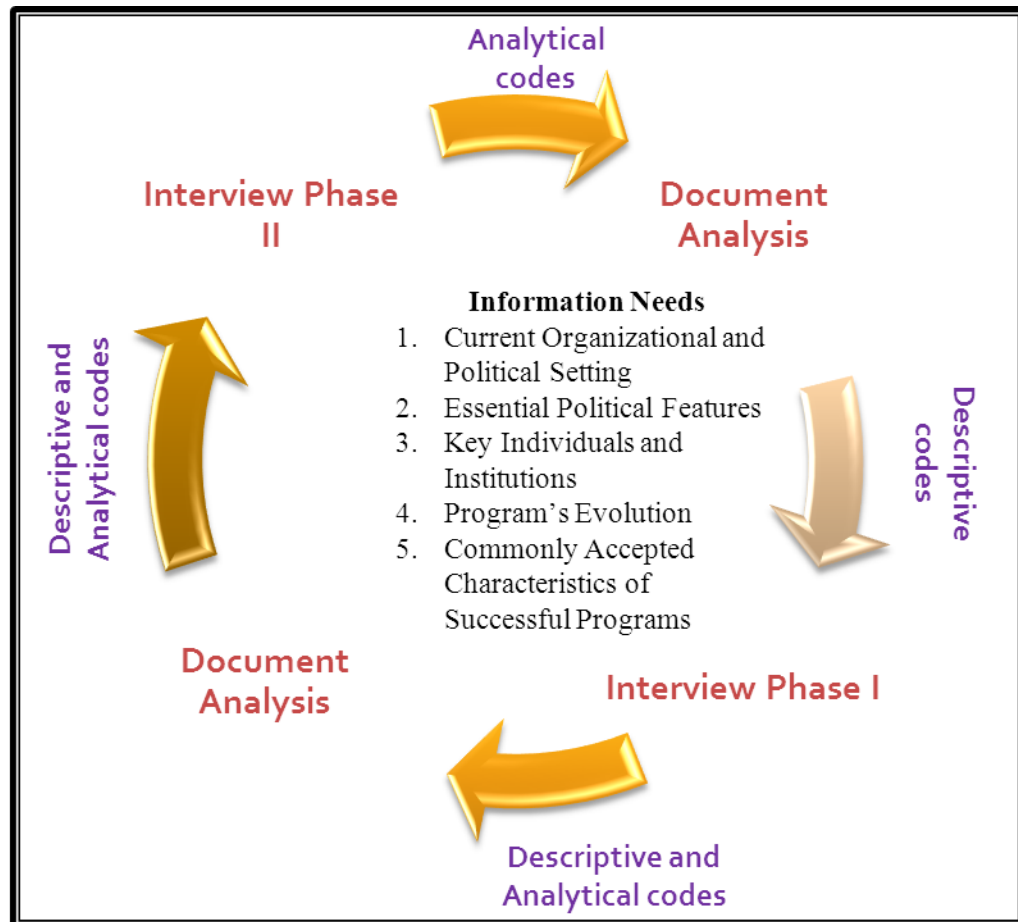 Analytical
codes
Interview Phase
II
Document
Analysis
Information Needs
1. Current Organizational and
Political Setting
2. Essential Political Features
3. Key Individuals and
Institutions
4. Program’s Evolution
5. Commonly Accepted
Characteristics of
Successful Programs
Descriptive
codes
Descriptive and
Analytical codes
Document
Analysis
Interview Phase I
Descriptive and
Analytical codes